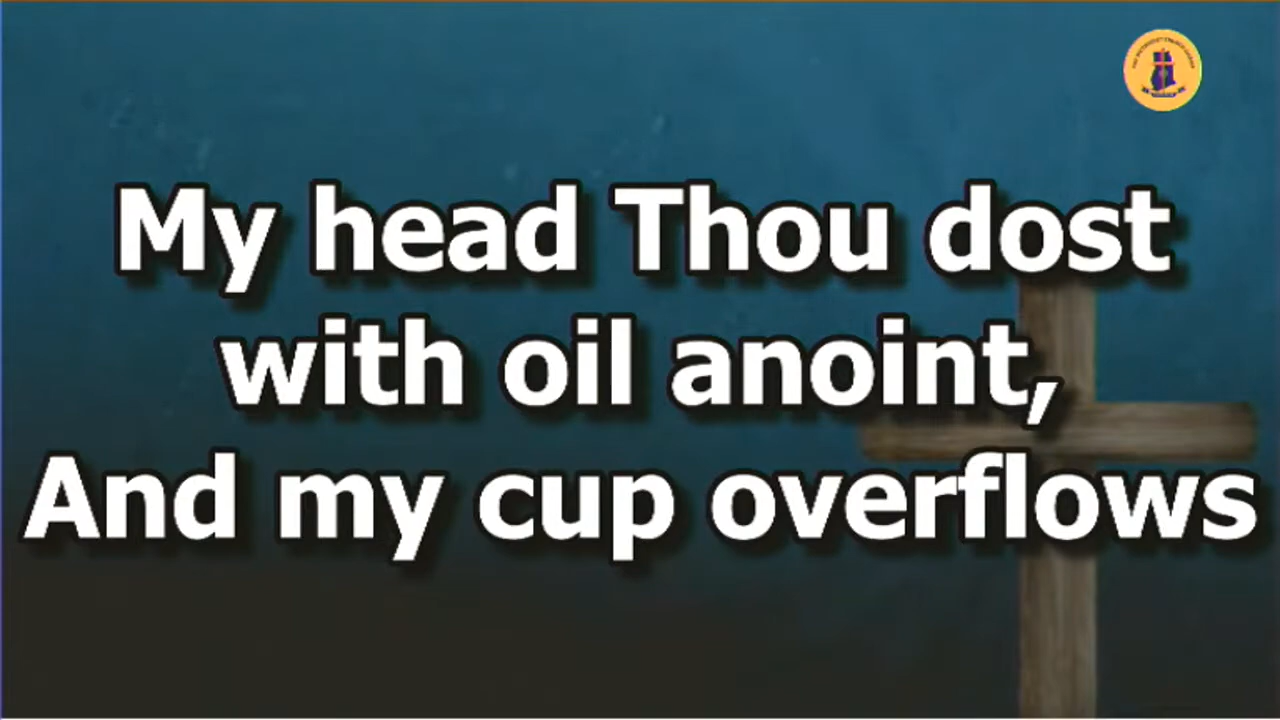 My head Thou dost
with oil anoint,
And my cup overflows